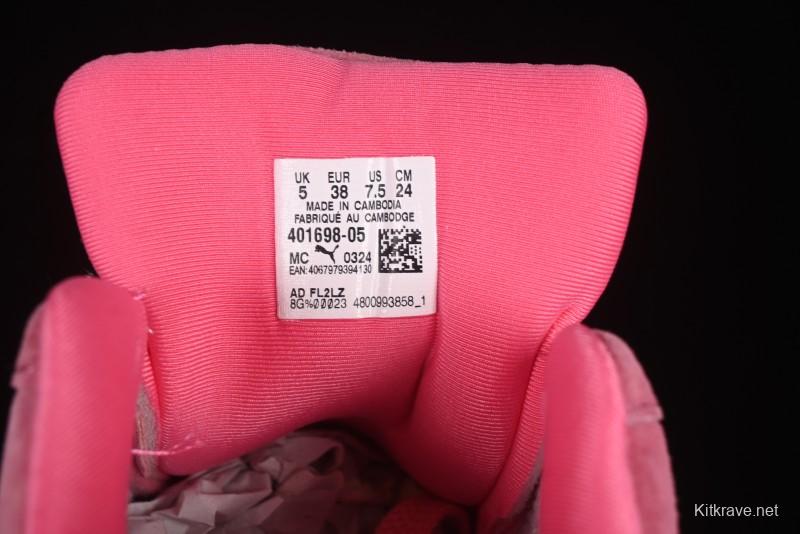 UK EUR US CM
5 38 7.5 24
MADE IN CAMBODIA
FABRIQUÉ AU CAMBODGE
401698-05
MC 0324
EAN:4067979394130
AD FL2LZ
8G%00023 4800993858_1
Kitkrave.net